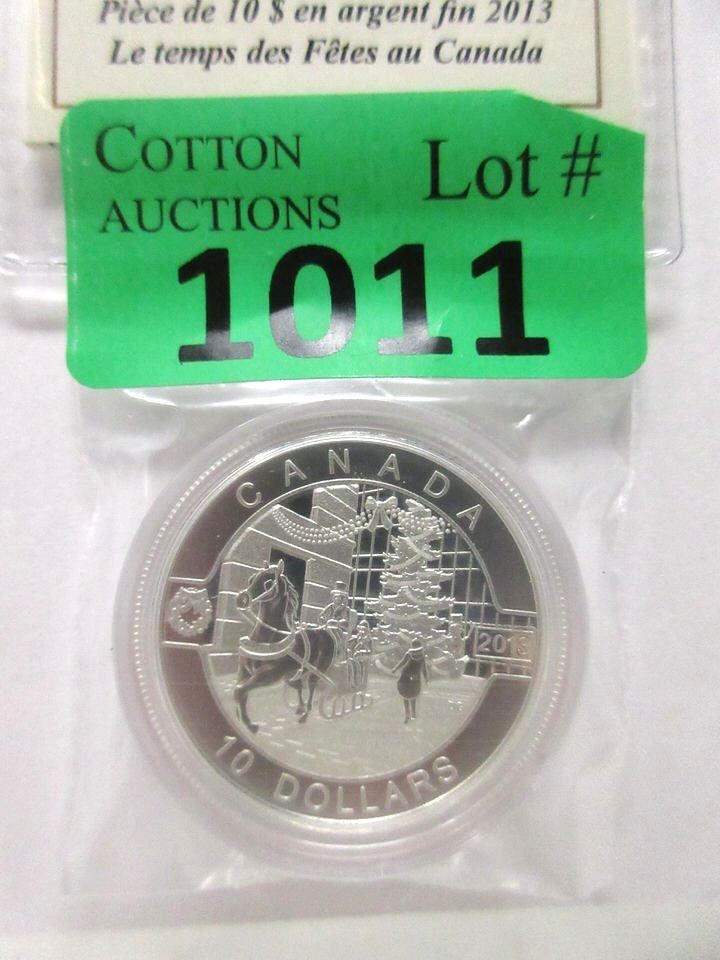 Pièce de 10 $ en argent fin 2013
Le temps des Fêtes au Canada
COTTON AUCTIONS
Lot #
1011
CANADA
2013
10 DOLLARS